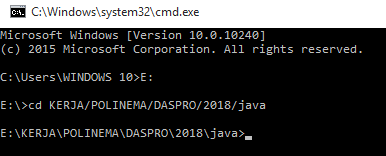 C:\Windows\system32\cmd.exe
Microsoft Windows [Version 10.0.10240]
(c) 2015 Microsoft Corporation. All rights reserved.
C:\Users\WINDOWS 10>E:
E:\>cd KERJA/POLINEMA/DASPRO/2018/java
E:\KERJA\POLINEMA\DASPRO\2018\java>